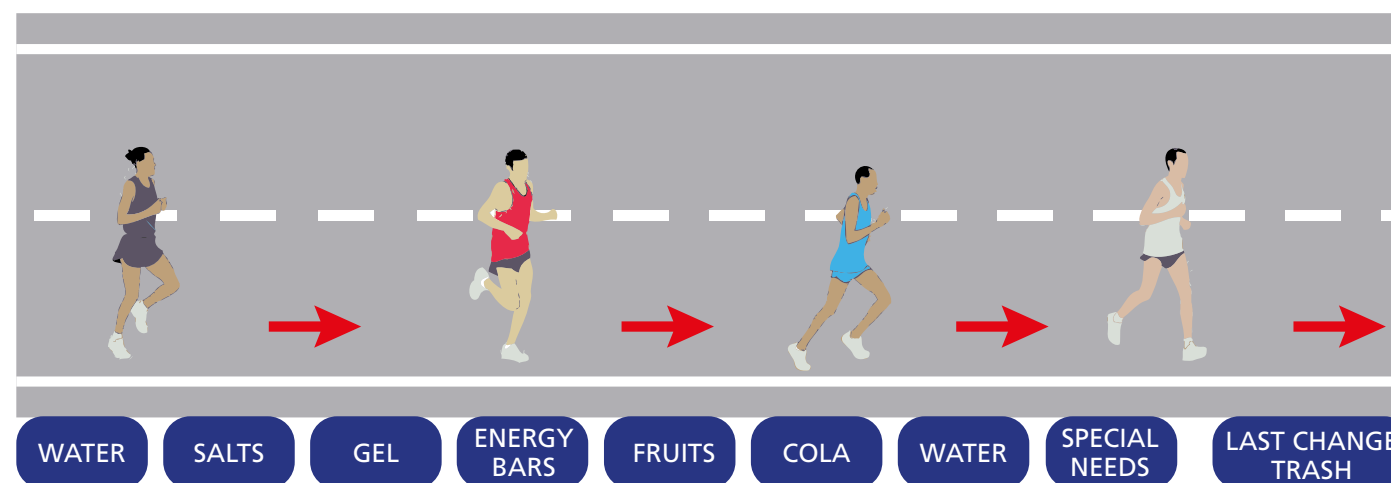 WATER
SALTS
GEL
ENERGY
BARS
FRUITS
COLA
WATER
SPECIAL
NEEDS
LAST CHANGE
TRASH